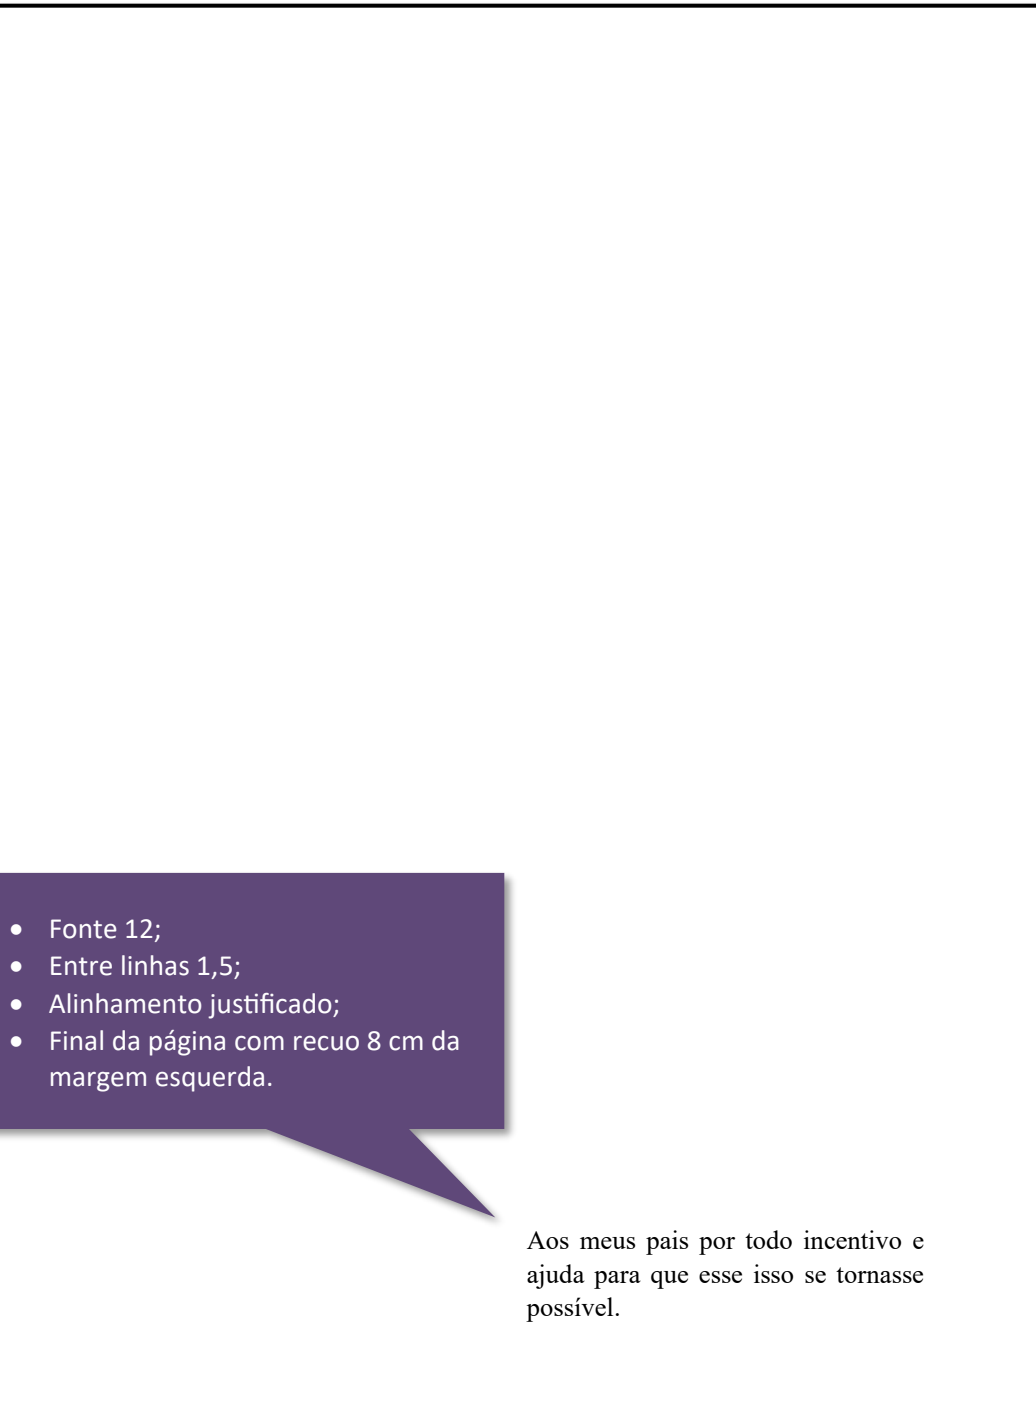 • Fonte 12;
• Entre linhas 1,5;
• Alinhamento justificado;
• Final da página com recuo 8 cm da
margem esquerda.
Aos meus pais por todo incentivo e
ajuda para que esse isso se tornasse
possível.